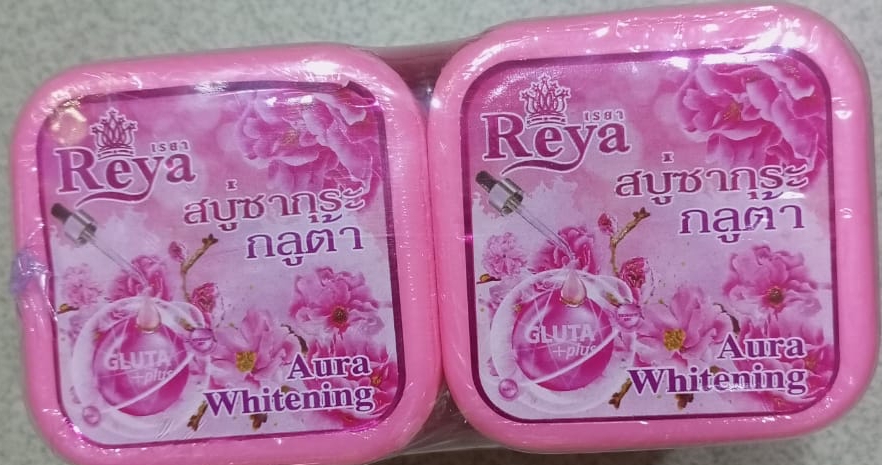 เรยา
Reya
สบู่ซากุระ
กลูต้า
GLUTA
+plus
Aura
Whitening
เรยา
Reya
สบู่ซากุระ
กลูต้า
GLUTA
+plus
Aura
Whitening